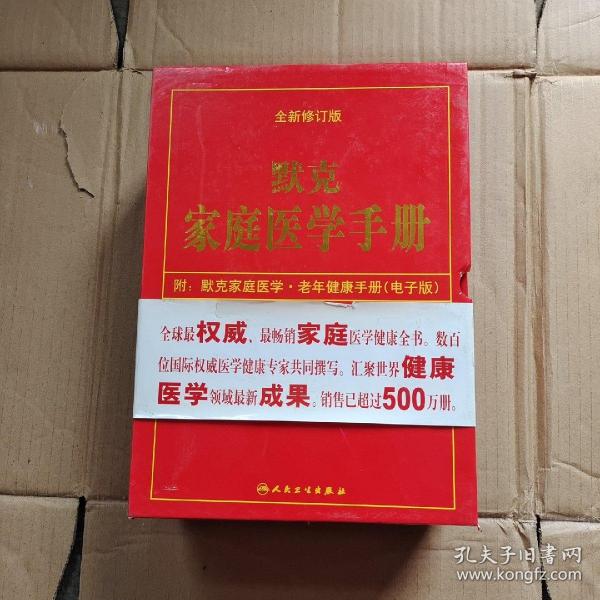 全新修订版
默克
家庭医学手册
附：默克家庭医学·老年健康手册(电子版)
全球最权威、最畅销家庭医学健康全书。数百
位国际权威医学健康专家共同撰写。汇聚世界健康
医学领域最新成果。销售已超过500万册。
人民卫生出版社
孔夫子旧书网
www.kongfz.com